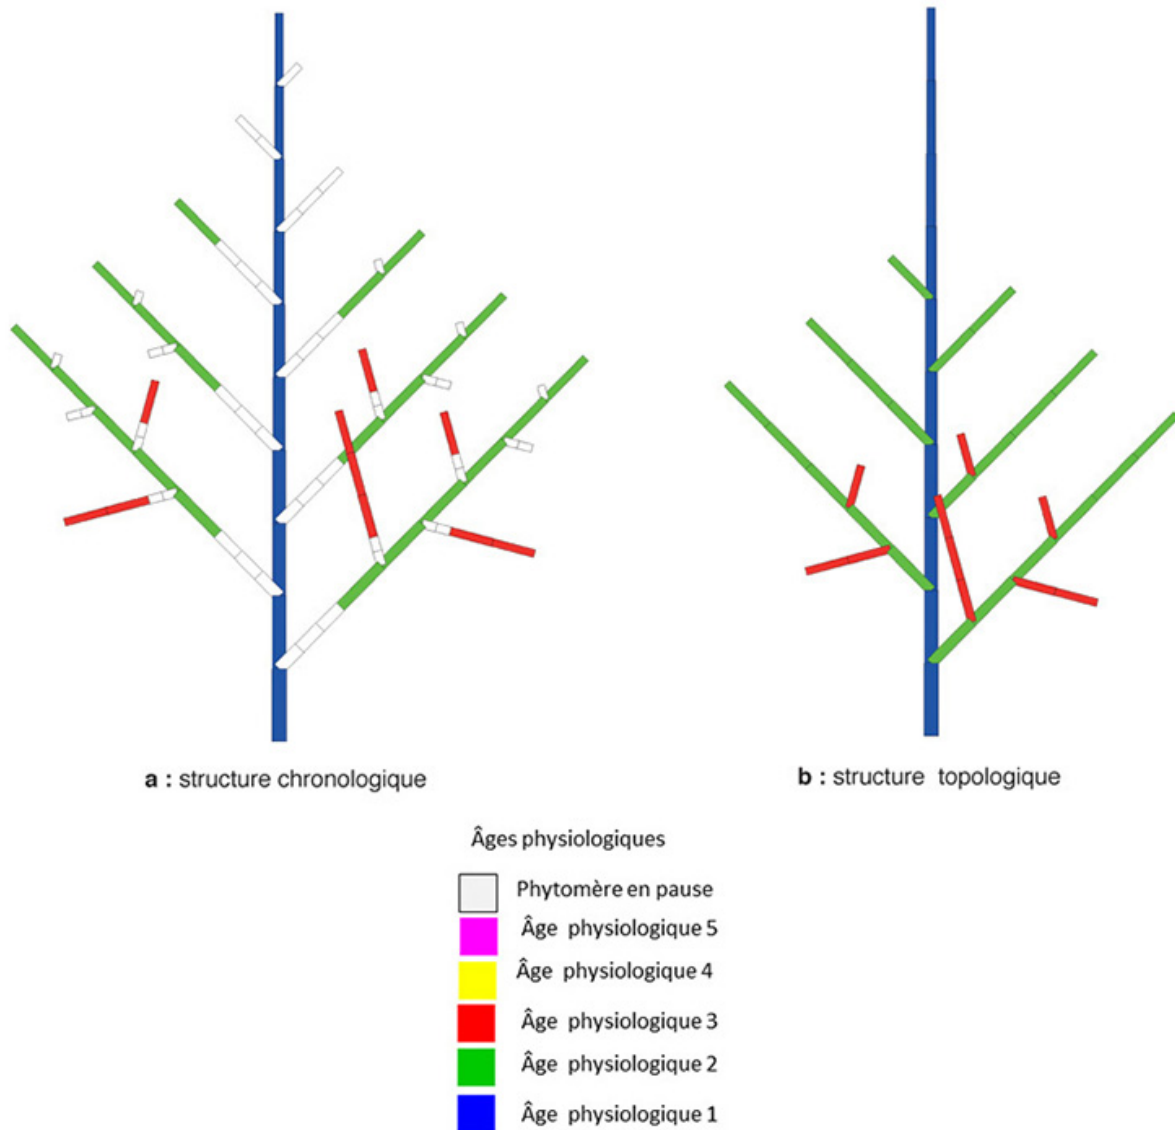 a : structure chronologique
b : structure topologique
Âges physiologiques
Phytomère en pause
Âge physiologique 5
Âge physiologique 4
Âge physiologique 3
Âge physiologique 2
Âge physiologique 1